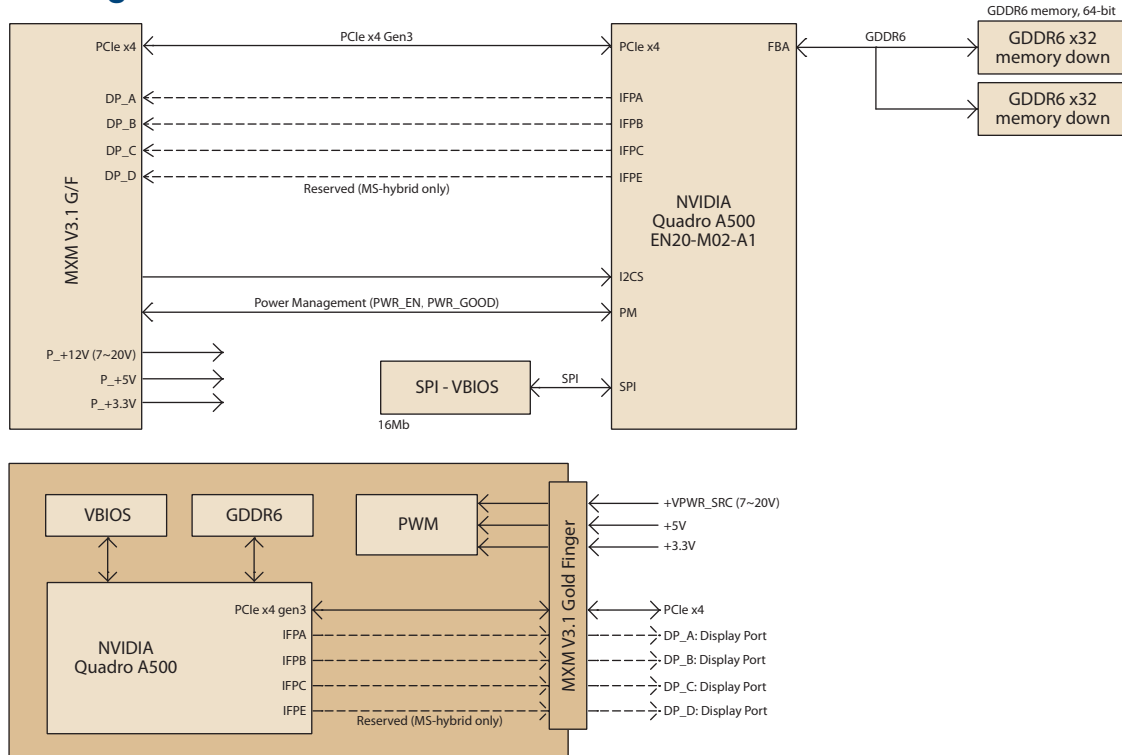 GDDR6 memory, 64-bit
PCIe x4
PCIe x4 Gen3
PCIe x4
FBA
GDDR6
GDDR6 x32
memory down
DP_A
IFPA
GDDR6 x32
memory down
DP_B
IFPB
DP_C
IFPC
DP_D
IFPE
Reserved (MS-hybrid only)
MXM V3.1 G/F
NVIDIA
Quadro A500
EN20-M02-A1
I2CS
Power Management (PWR_EN, PWR_GOOD)
PM
P_+12V (7~20V)
P_+5V
P_+3.3V
SPI - VBIOS
SPI
SPI
16Mb
VBIOS
GDDR6
PWM
+VPWR_SRC (7~20V)
+5V
+3.3V
MXM V3.1 Gold Finger
PCIe x4 gen3
PCIe x4
NVIDIA
Quadro A500
IFPA
DP_A: Display Port
IFPB
DP_B: Display Port
IFPC
DP_C: Display Port
IFPE
DP_D: Display Port
Reserved (MS-hybrid only)